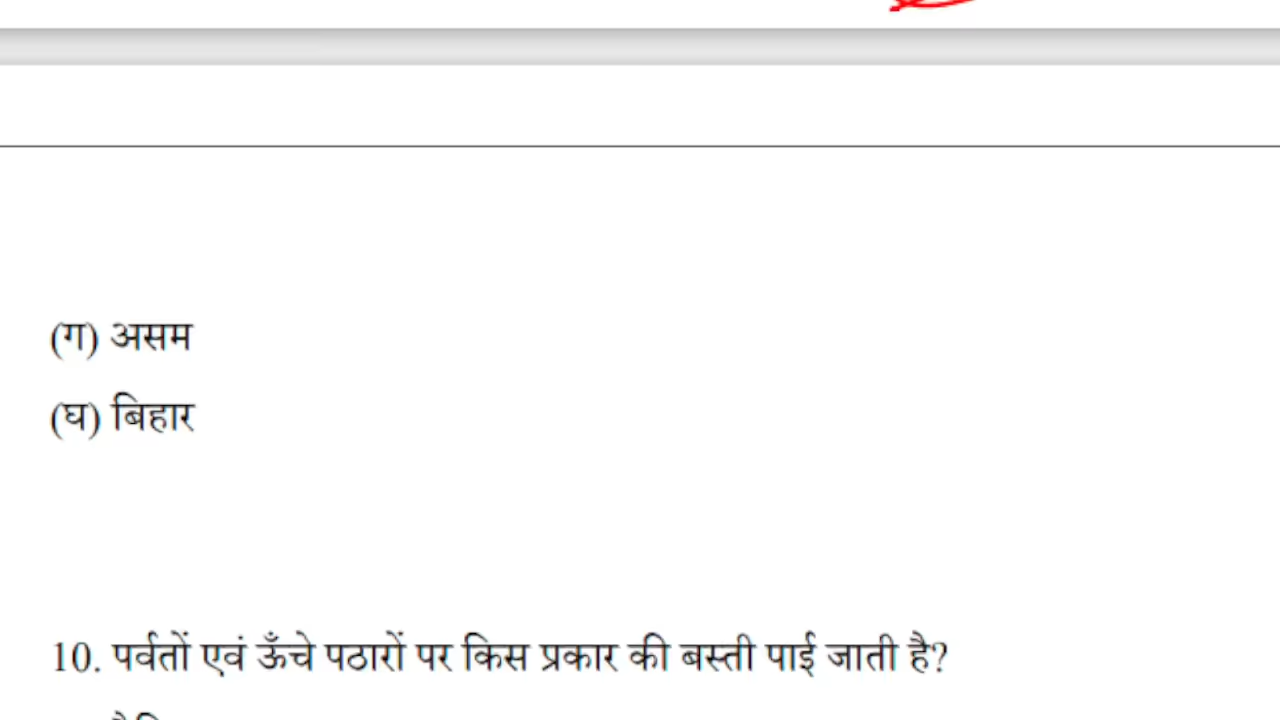 (ग) असम
(घ) बिहार
10. पर्वतों एवं ऊँचे पठारों पर किस प्रकार की बस्ती पाई जाती है?